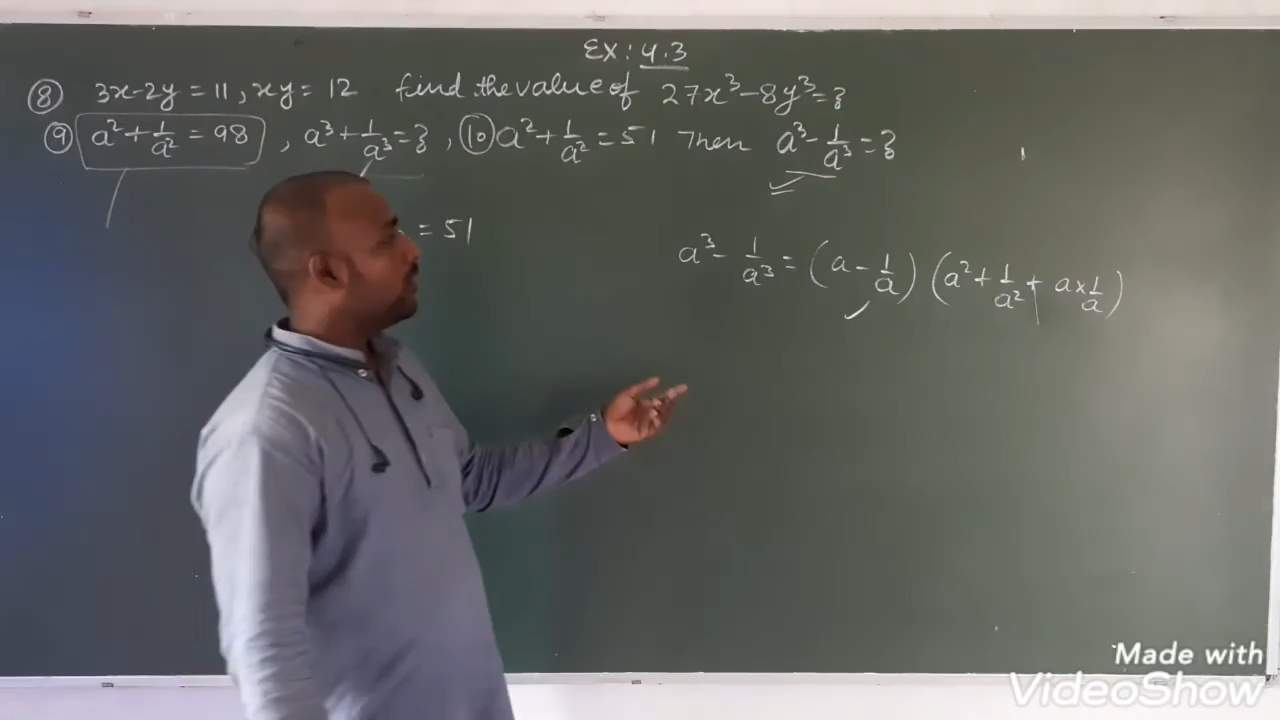 EX: 4.3
⑧ 3x-2y = 11, xy = 12 find the value of 27x³-8y³=?
⑨ a²+1/a² = 98, a³+1/a³=?, ⑩ a²+1/a²=51 Then a³-1/a³=?
= 51
a³-1/a³=(a-1/a)(a²+1/a²+a×1/a)
Made with
VideoShow